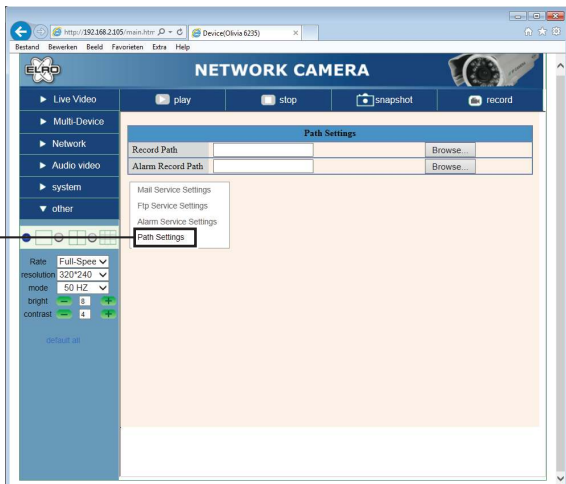 http://192.168.2.105/main.htm
Device(Olivia 6235)
Bestand Bewerken Beeld Favorieten Extra Help
ELRO
NETWORK CAMERA
Live Video
play
stop
snapshot
record
Multi-Device
Network
Audio video
system
other
Path Settings
Record Path
Browse...
Alarm Record Path
Browse...
Mail Service Settings
Ftp Service Settings
Alarm Service Settings
Path Settings
Rate Full-Spee
resolution 320*240
mode 50 HZ
bright 8
contrast 4
default all